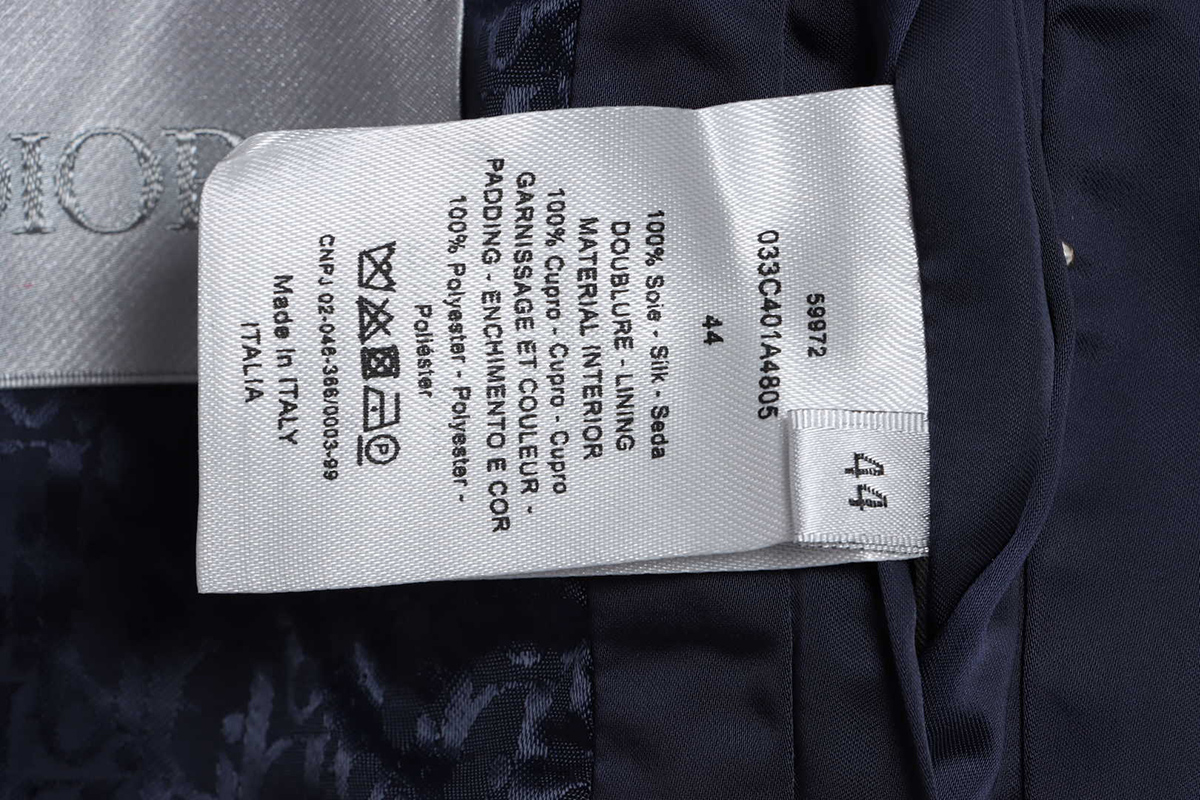 DIOR
59972
033C401A4805
44
44
100% Soie - Silk - Seda
DOUBLURE - LINING
MATERIAL INTERIOR
100% Cupro - Cupro - Cupro
GARNISSAGE ET COULEUR -
PADDING - ENCHIMENTO E COR
100% Polyester - Polyester -
Poliéster
P
CNPJ 02-046-366/0003-99
Made In ITALY
ITALIA